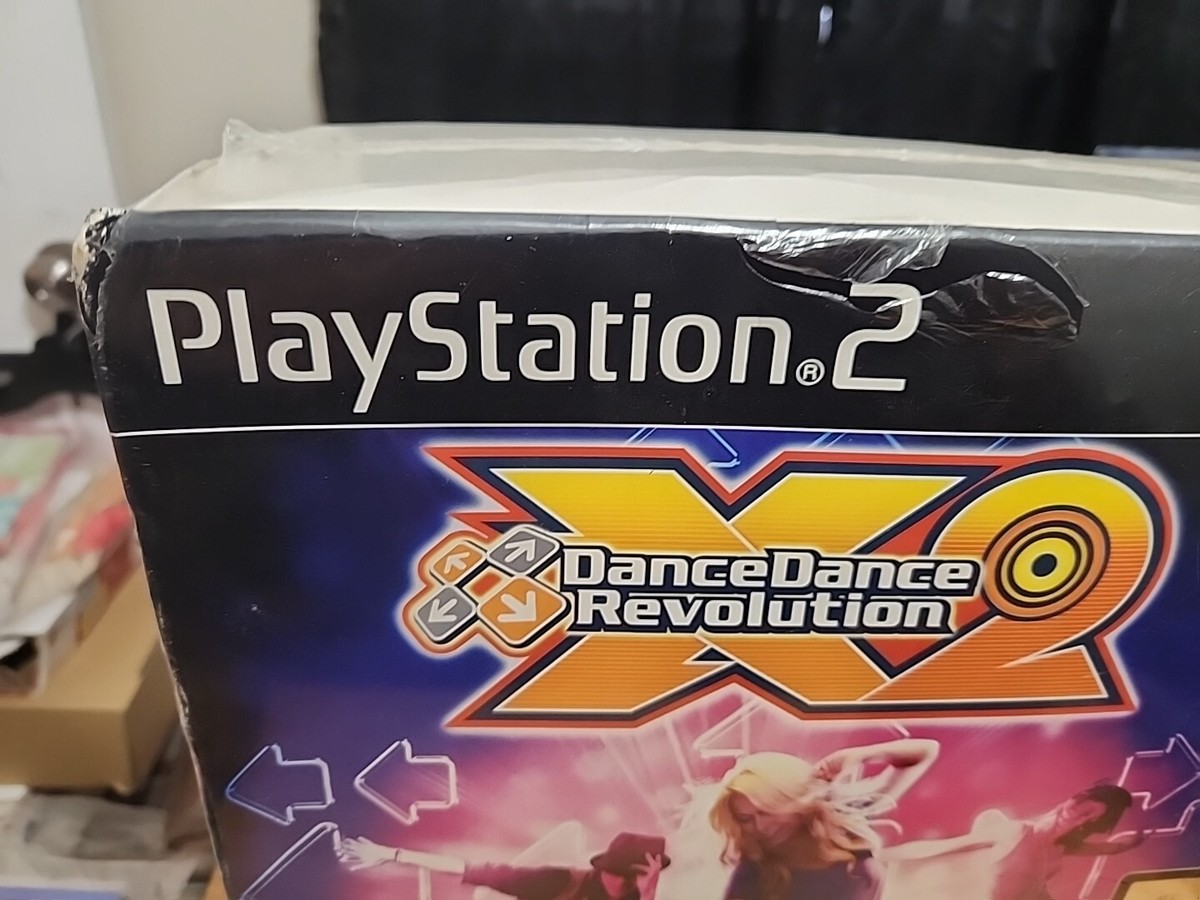 PlayStation®2
X2
DanceDance
Revolution